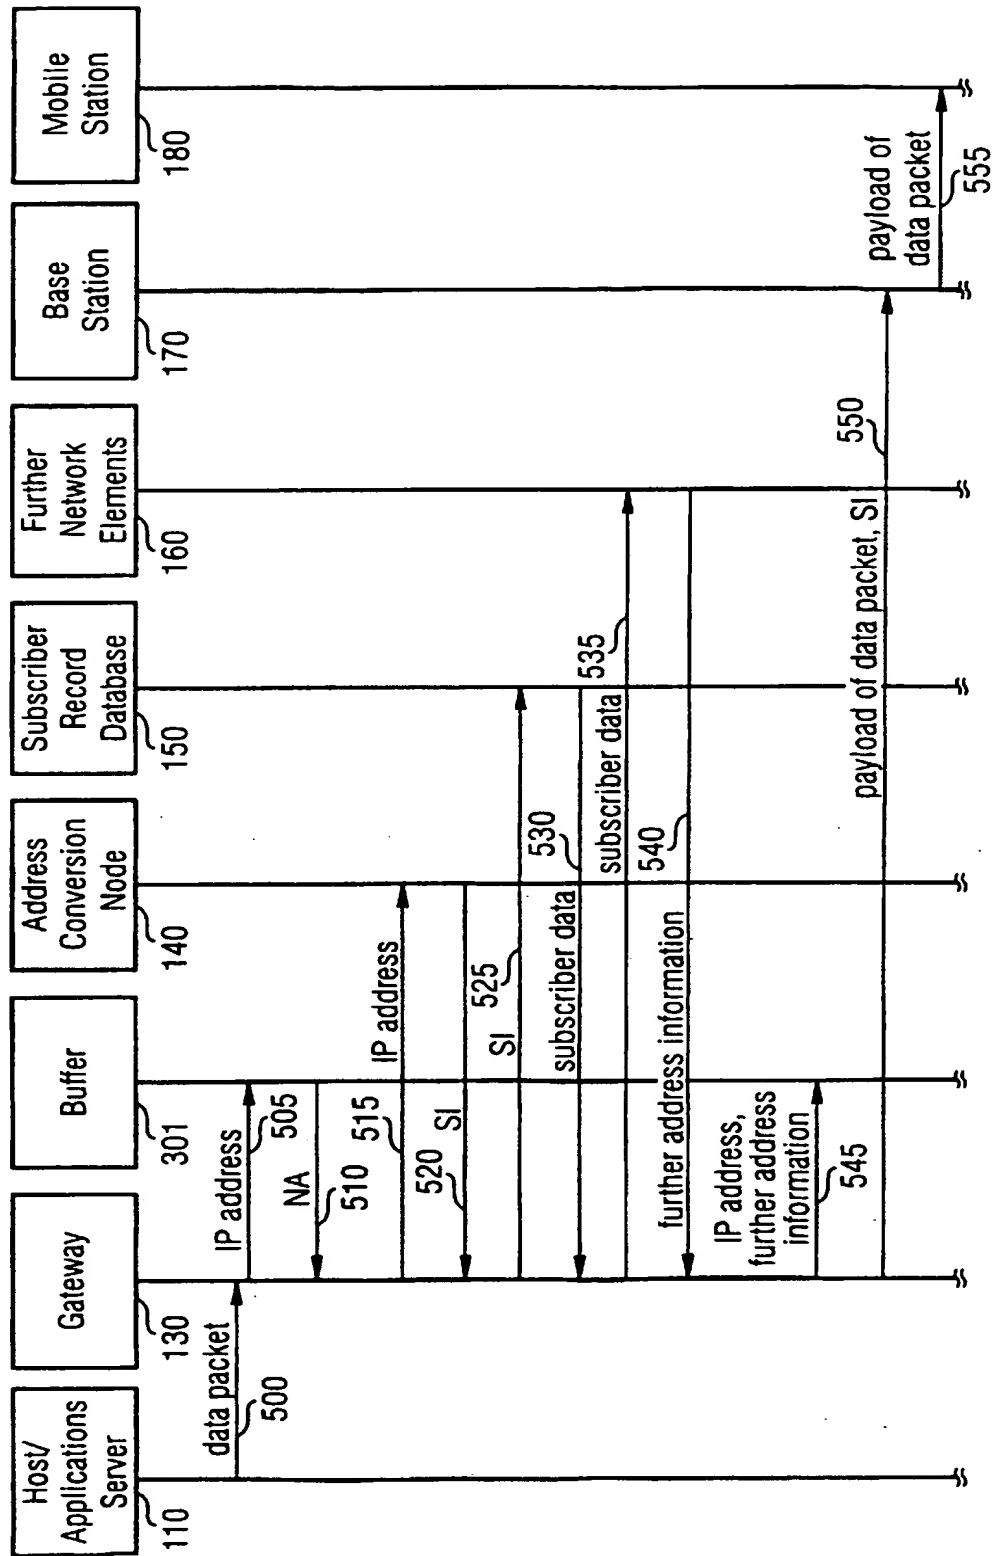 Host/
Applications
Server
110
Gateway
130
Buffer
301
Address
Conversion
Node
140
Subscriber
Record
Database
150
Further
Network
Elements
160
Base
Station
170
Mobile
Station
180
data packet
500
IP address
505
NA
510
IP address
515
SI
520
SI
525
subscriber data
530
subscriber data
535
further address information
540
IP address,
further address
information
545
payload of data packet, SI
550
payload of
data packet
555